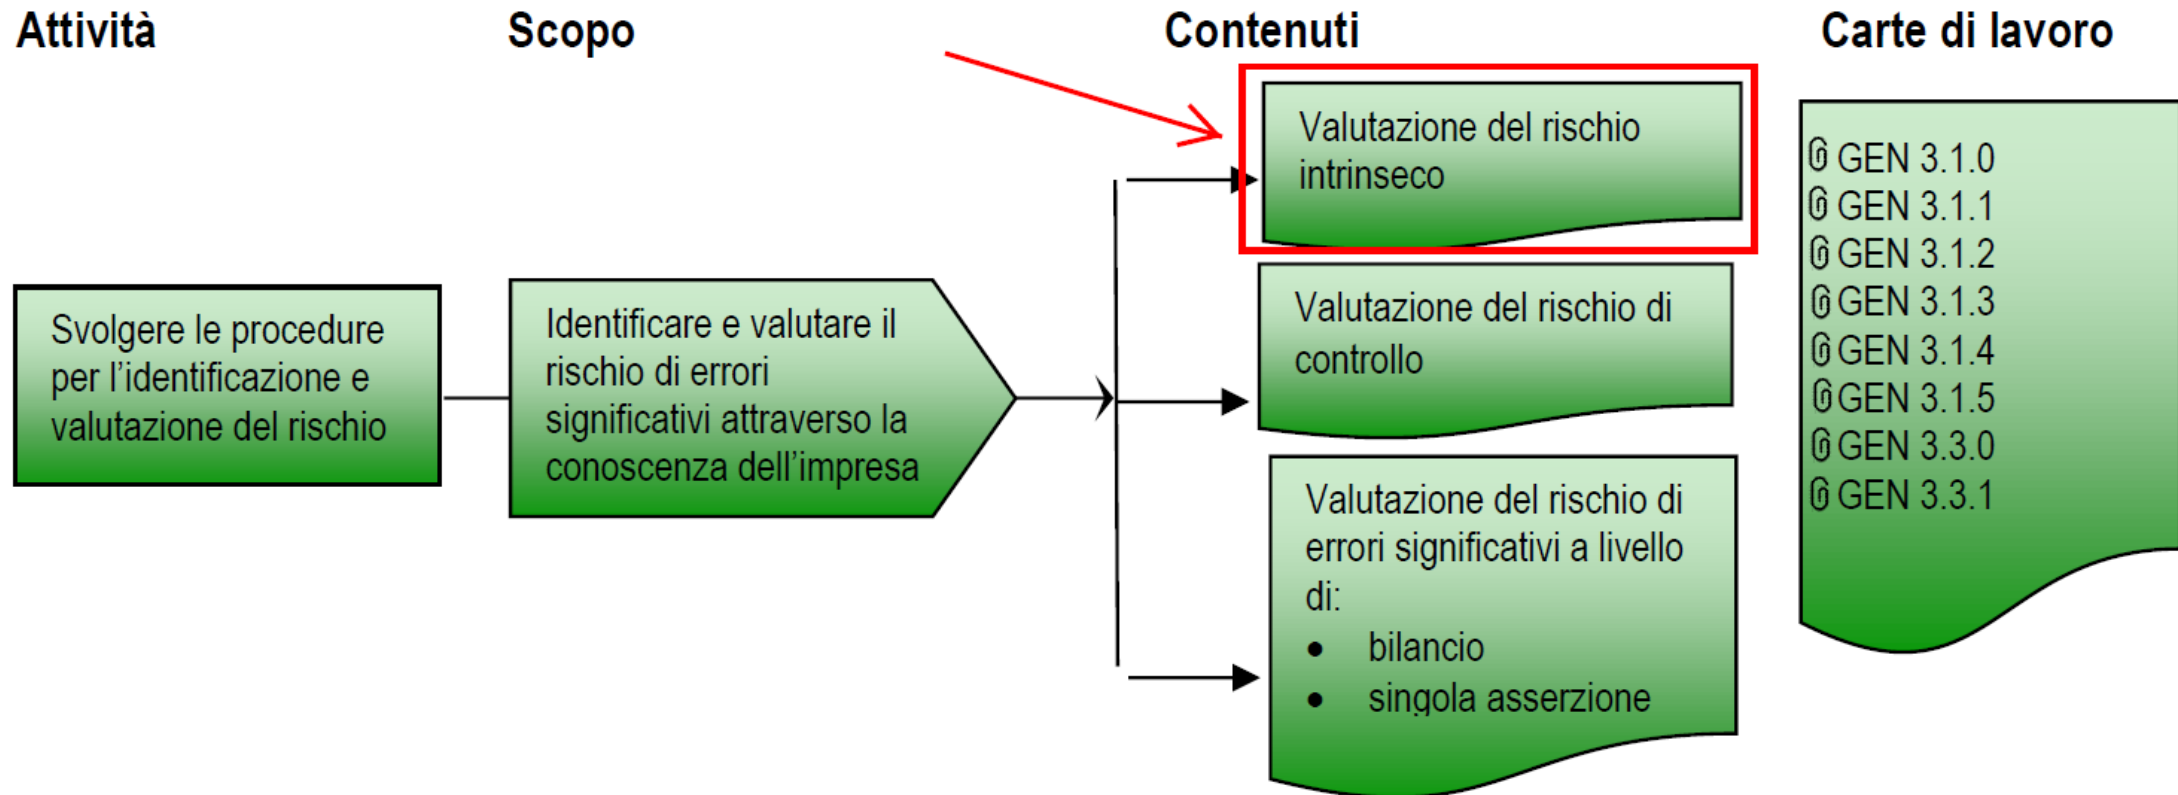 Attività
Scopo
Contenuti
Carte di lavoro
Svolgere le procedure
per l’identificazione e
valutazione del rischio
Identificare e valutare il
rischio di errori
significativi attraverso la
conoscenza dell’impresa
Valutazione del rischio
intrinseco
Valutazione del rischio di
controllo
Valutazione del rischio di
errori significativi a livello
di:
• bilancio
• singola asserzione
GEN 3.1.0
GEN 3.1.1
GEN 3.1.2
GEN 3.1.3
GEN 3.1.4
GEN 3.1.5
GEN 3.3.0
GEN 3.3.1